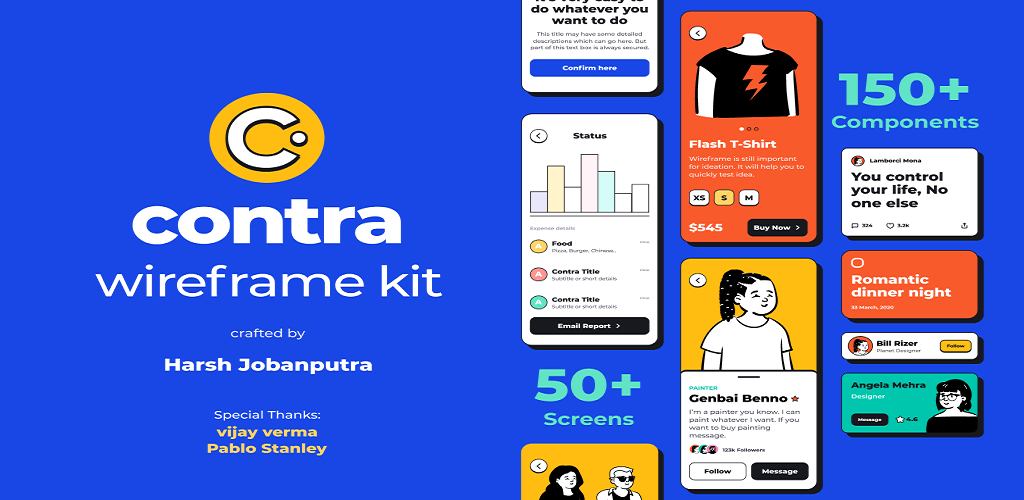 C
contra
wireframe kit
crafted by
Harsh Jobanputra
Special Thanks:
vijay verma
Pablo Stanley
It's very easy to
do whatever you
want to do
This title may have some detailed
descriptions which can go here. But
part of this text box is always secured.
Confirm here
Status
Expense details
A
Food
Pizza, Burger, Chinese..
A
Contra Title
Subtitle or short details
A
Contra Title
Subtitle or short details
Email Report
50+
Screens
Flash T-Shirt
Wireframe is still important
for ideation. It will help you to
quickly test idea.
XS
S
M
$545
Buy Now
PAINTER
Genbai Benno
I'm a painter you know. I can
paint whatever I want. If you
want to buy painting
message.
123k Followers
Follow
Message
150+
Components
Lamborci Mona
You control
your life, No
one else
324
3.2k
Romantic
dinner night
33 March, 2020
Bill Rizer
Planet Designer
Follow
Angela Mehra
Designer
Message
4.6